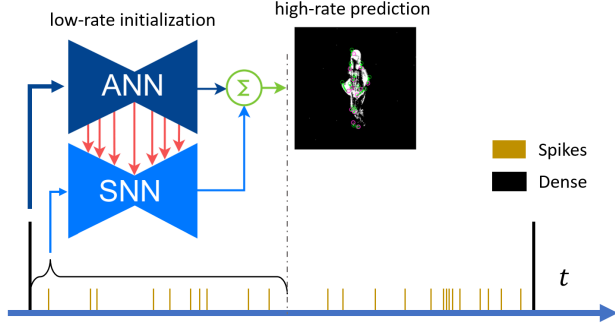 low-rate initialization
high-rate prediction
ANN
Σ
SNN
Spikes
Dense
t